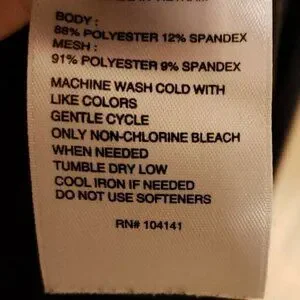 BODY :
88% POLYESTER 12% SPANDEX
MESH :
91% POLYESTER 9% SPANDEX
MACHINE WASH COLD WITH
LIKE COLORS
GENTLE CYCLE
ONLY NON-CHLORINE BLEACH
WHEN NEEDED
TUMBLE DRY LOW
COOL IRON IF NEEDED
DO NOT USE SOFTENERS
RN# 104141